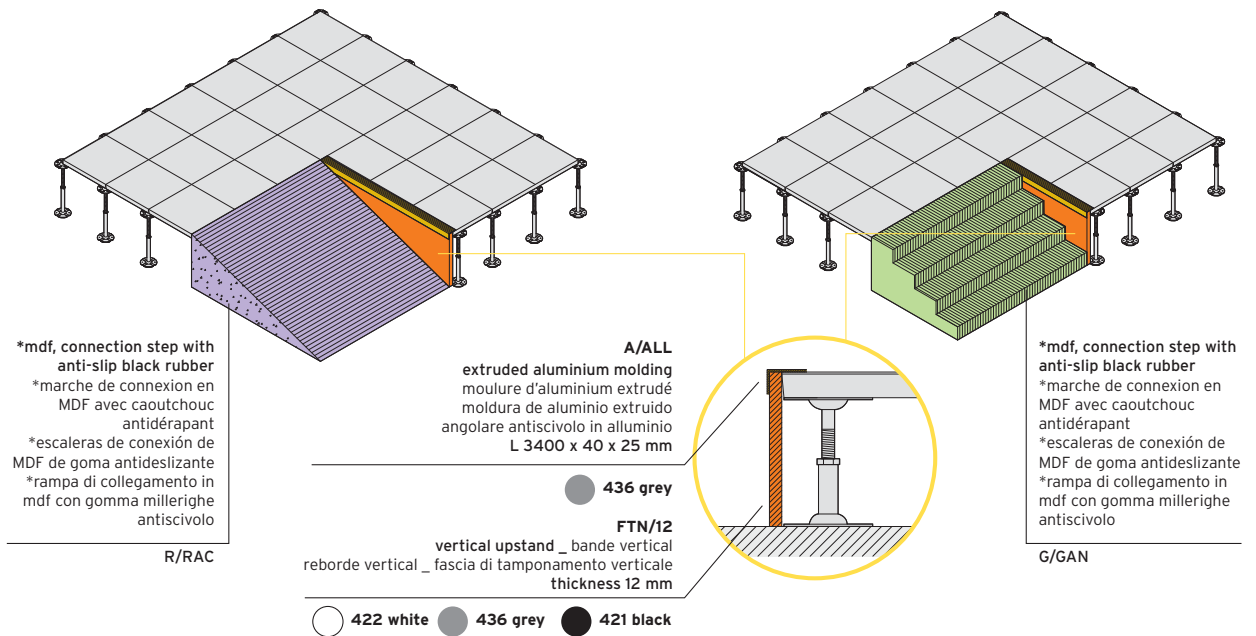 *mdf, connection step with
anti-slip black rubber
*marche de connexion en
MDF avec caoutchouc
antidérapant
*escaleras de conexión de
MDF de goma antideslizante
*rampa di collegamento in
mdf con gomma millerighe
antiscivolo
R/RAC
A/ALL
extruded aluminium molding
moulure d'aluminium extrudé
moldura de aluminio extruido
angolare antiscivolo in alluminio
L 3400 x 40 x 25 mm
436 grey
FTN/12
vertical upstand _ bande vertical
reborde vertical _ fascia di tamponamento verticale
thickness 12 mm
422 white 436 grey 421 black
*mdf, connection step with
anti-slip black rubber
*marche de connexion en
MDF avec caoutchouc
antidérapant
*escaleras de conexión de
MDF de goma antideslizante
*rampa di collegamento in
mdf con gomma millerighe
antiscivolo
G/GAN